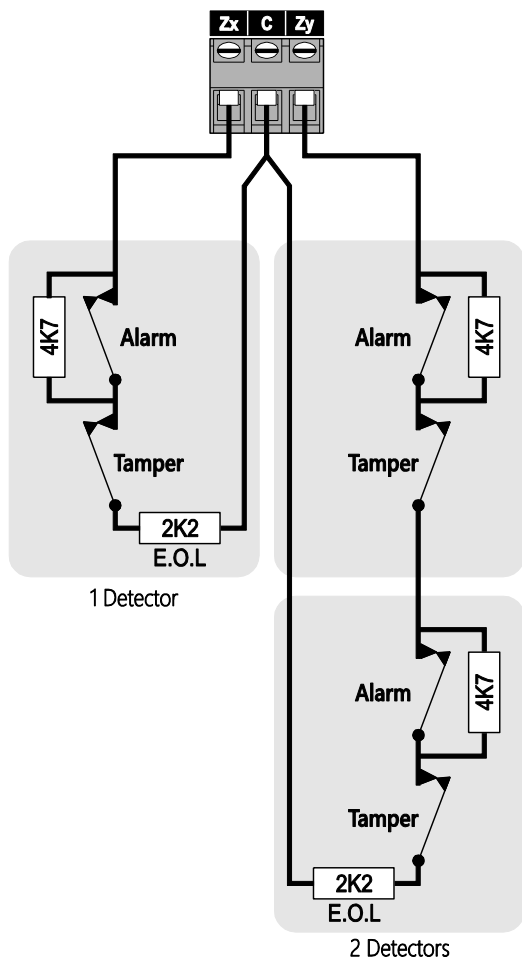 Zx C Zy
4K7
Alarm
Tamper
2K2
E.O.L
1 Detector
Alarm
4K7
Tamper
Alarm
4K7
Tamper
2K2
E.O.L
2 Detectors